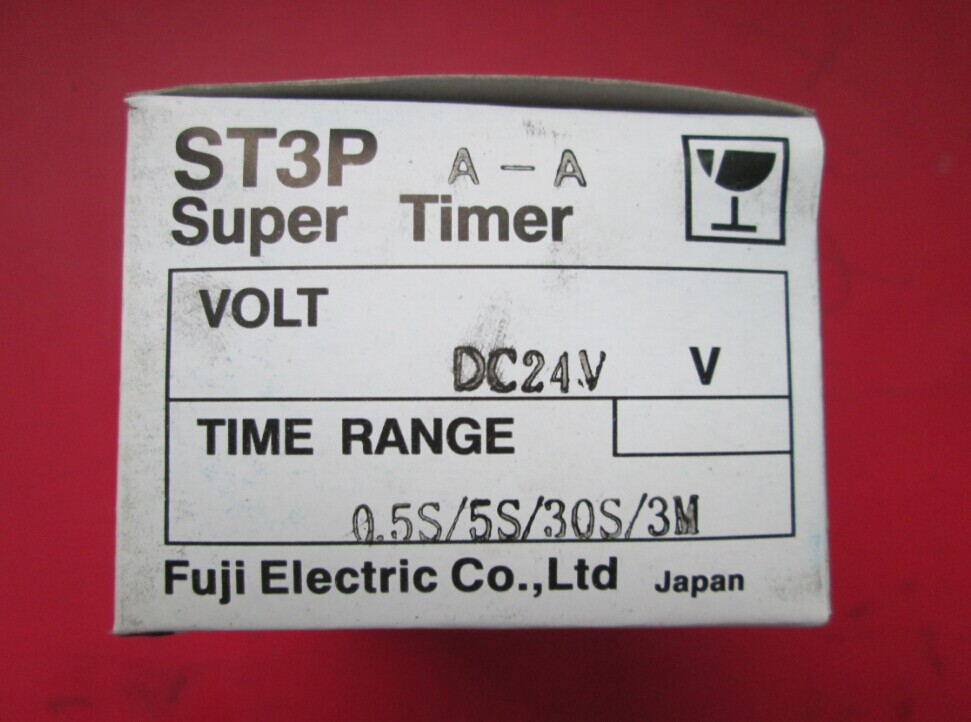 ST3P A-A
Super Timer
VOLT
DC24V V
TIME RANGE
0.5S/5S/30S/3M
Fuji Electric Co.,Ltd Japan